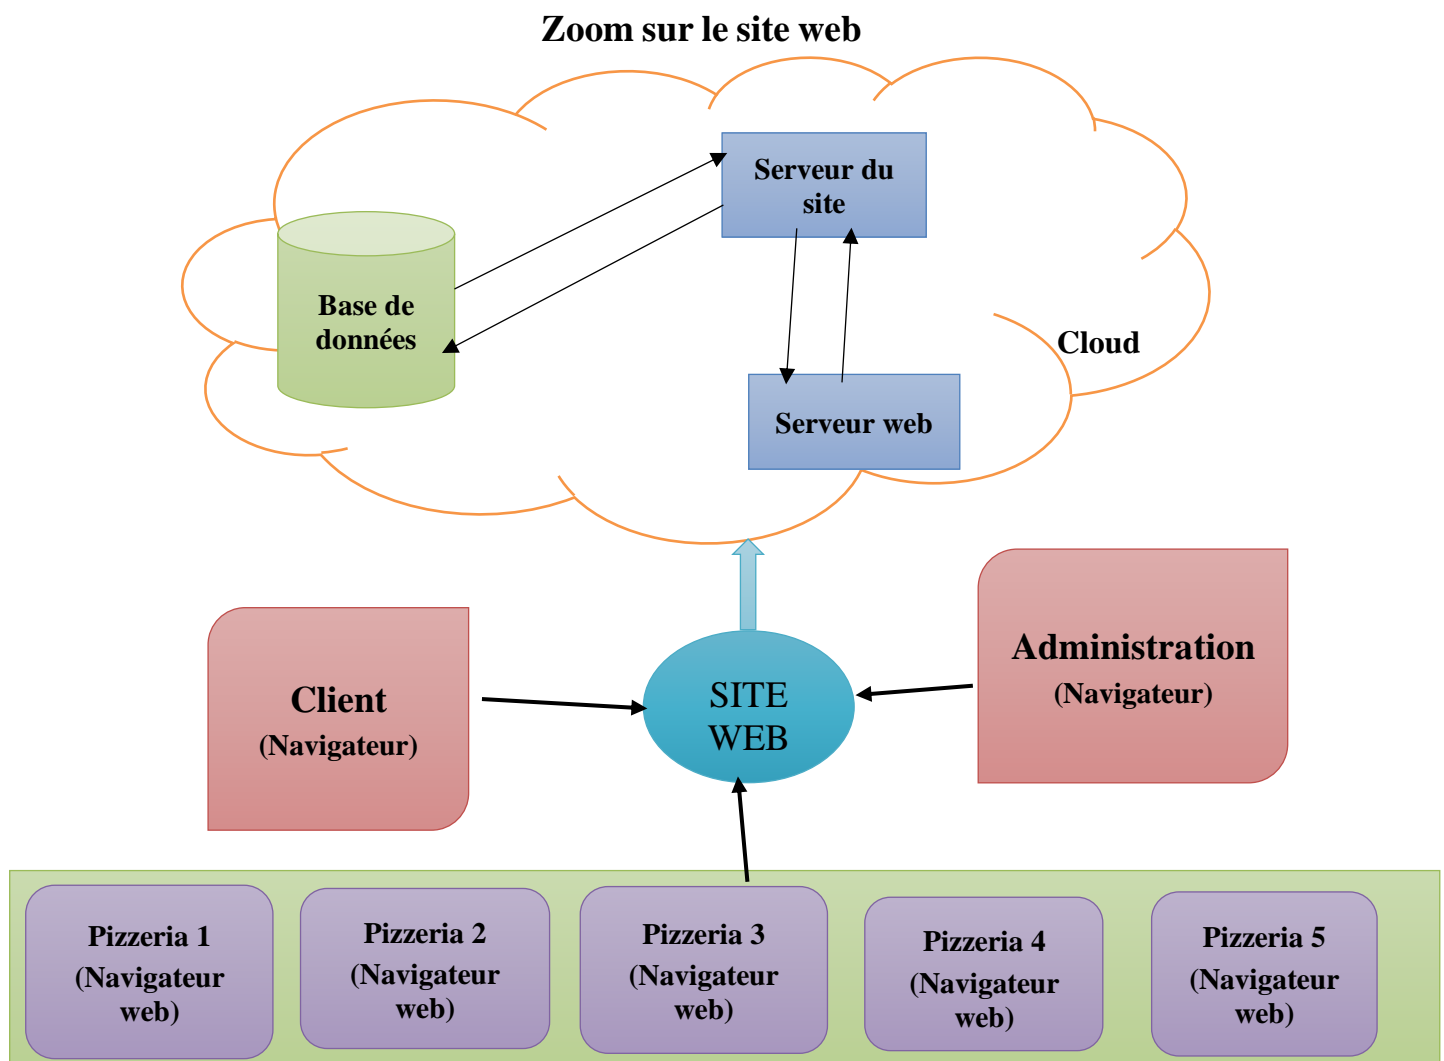 Zoom sur le site web
Serveur du
site
Base de
données
Cloud
Serveur web
Administration
(Navigateur)
Client
(Navigateur)
SITE
WEB
Pizzeria 1
(Navigateur
web)
Pizzeria 2
(Navigateur
web)
Pizzeria 3
(Navigateur
web)
Pizzeria 4
(Navigateur
web)
Pizzeria 5
(Navigateur
web)